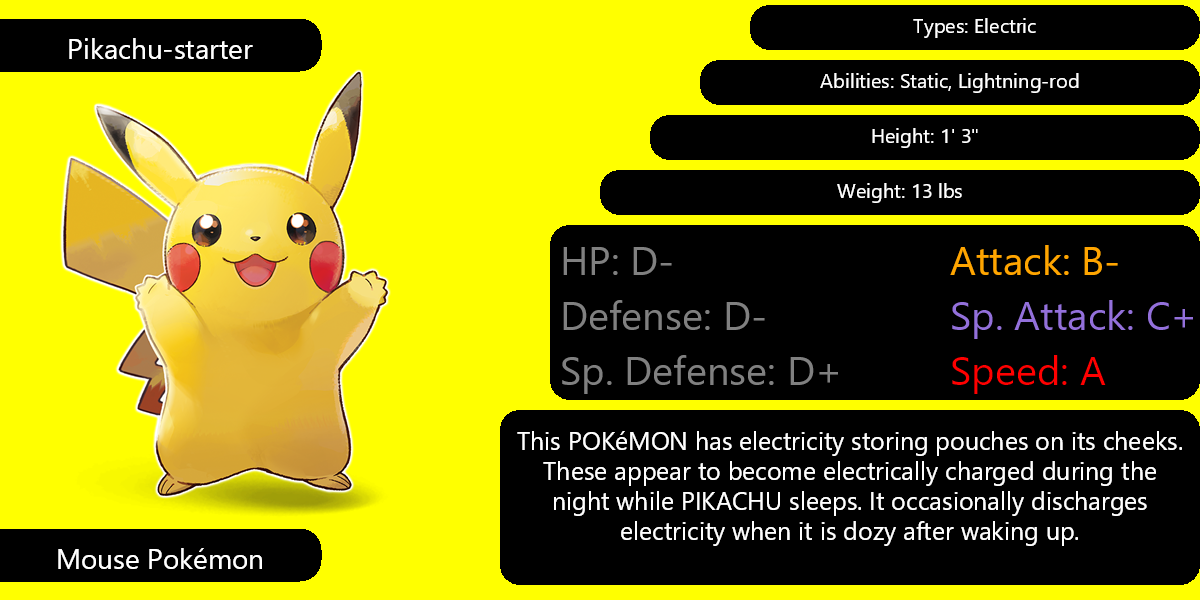 Pikachu-starter
Types: Electric
Abilities: Static, Lightning-rod
Height: 1' 3"
Weight: 13 lbs
HP: D-
Attack: B-
Defense: D-
Sp. Attack: C+
Sp. Defense: D+
Speed: A
This POKéMON has electricity storing pouches on its cheeks.
These appear to become electrically charged during the
night while PIKACHU sleeps. It occasionally discharges
electricity when it is dozy after waking up.
Mouse Pokémon